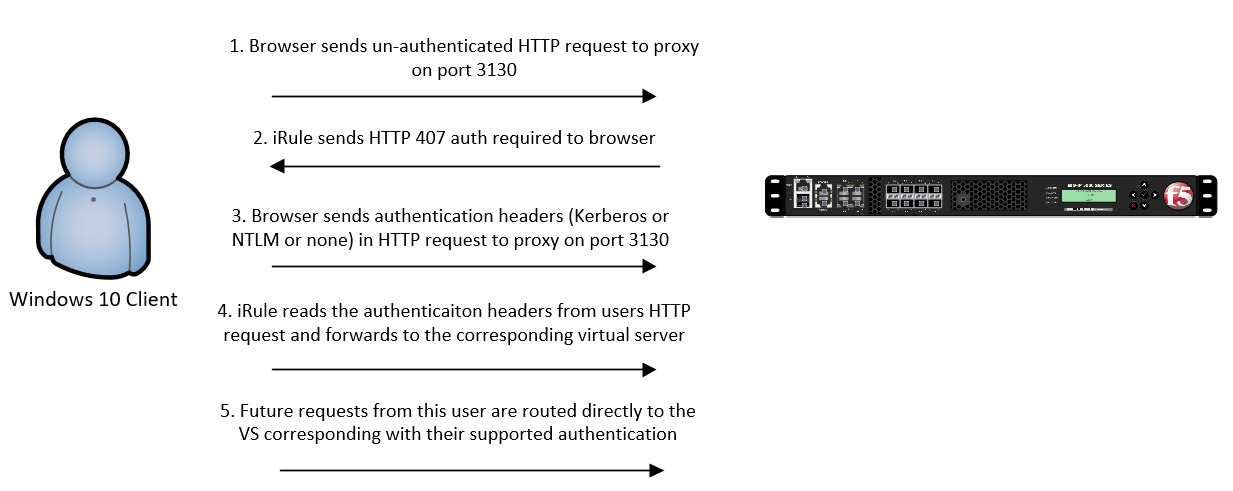 1. Browser sends un-authenticated HTTP request to proxy
on port 3130
2. iRule sends HTTP 407 auth required to browser
3. Browser sends authentication headers (Kerberos or
NTLM or none) in HTTP request to proxy on port 3130
Windows 10 Client
4. iRule reads the authenticaiton headers from users HTTP
request and forwards to the corresponding virtual server
5. Future requests from this user are routed directly to the
VS corresponding with their supported authentication
f5